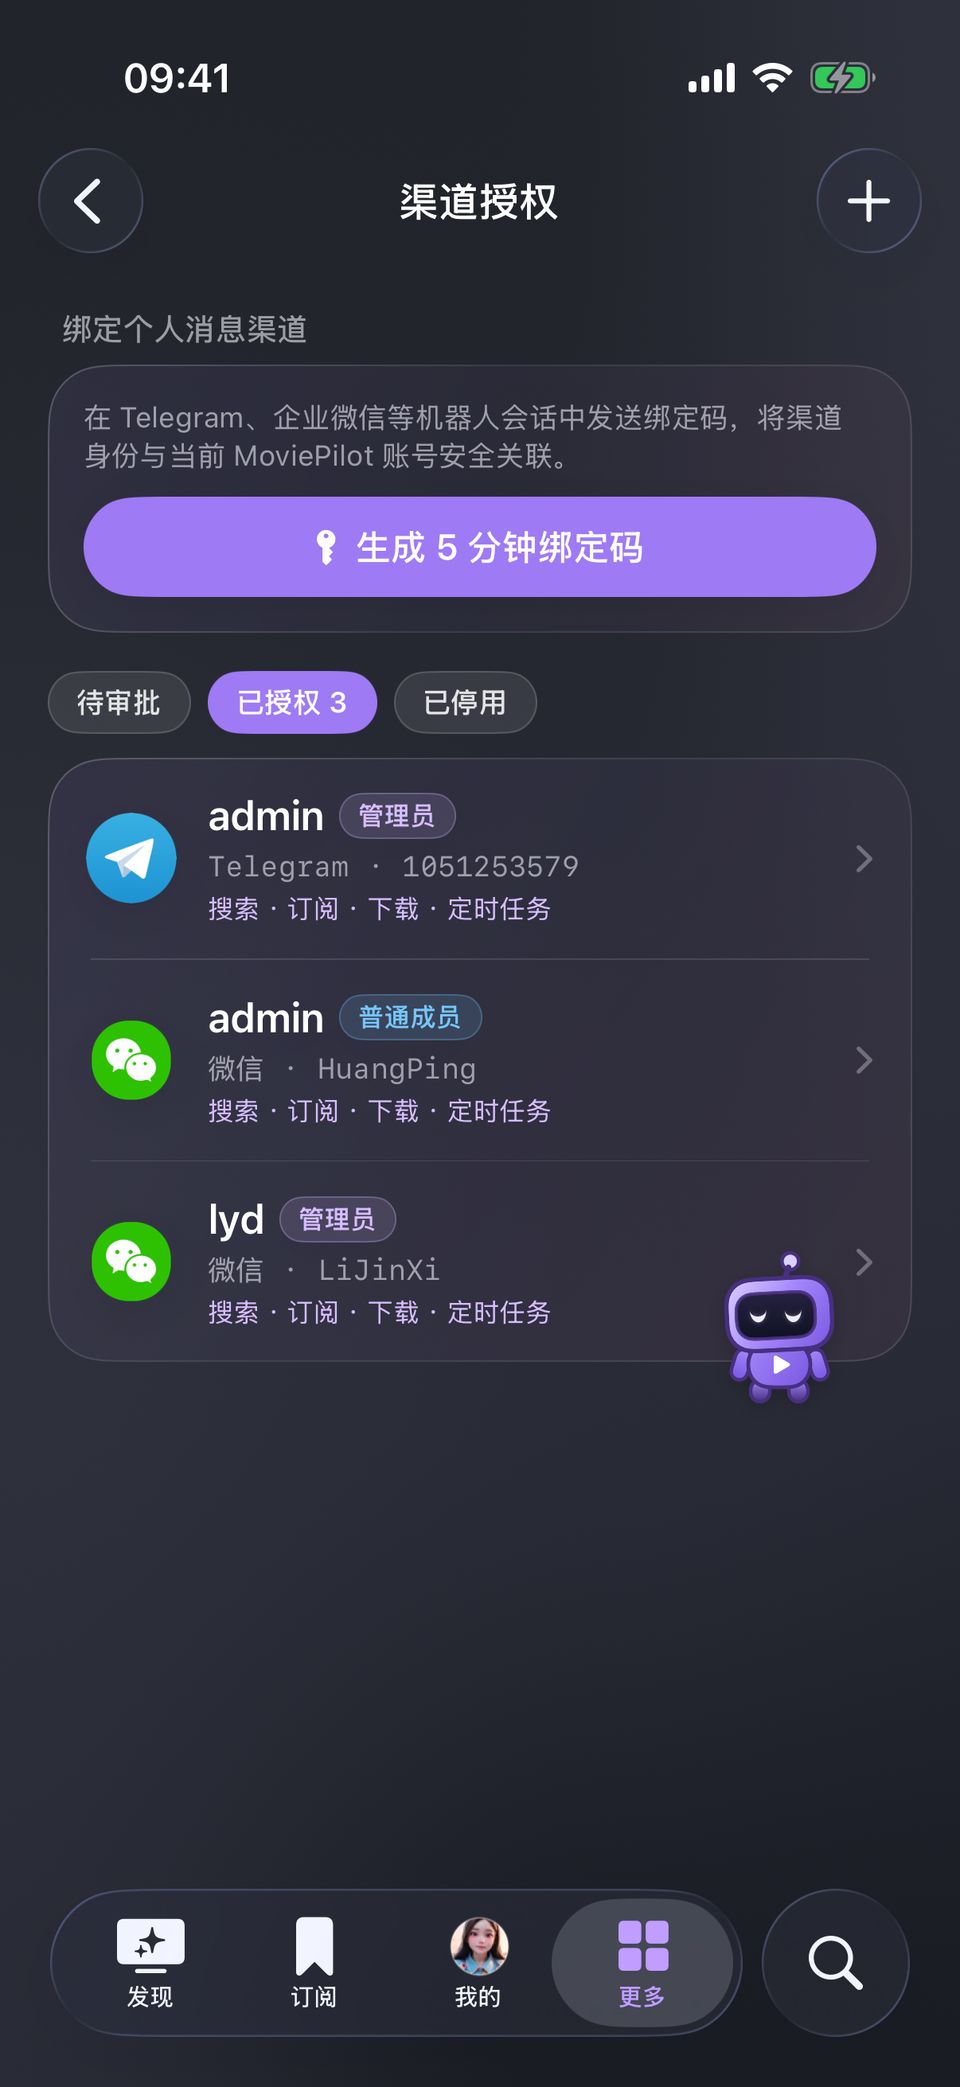 09:41
渠道授权
绑定个人消息渠道
在 Telegram、企业微信等机器人会话中发送绑定码，将渠道
身份与当前 MoviePilot 账号安全关联。
生成 5 分钟绑定码
待审批
已授权 3
已停用
admin 管理员
Telegram · 1051253579
搜索 · 订阅 · 下载 · 定时任务
admin 普通成员
微信 · HuangPing
搜索 · 订阅 · 下载 · 定时任务
lyd 管理员
微信 · LiJinXi
搜索 · 订阅 · 下载 · 定时任务
发现
订阅
我的
更多